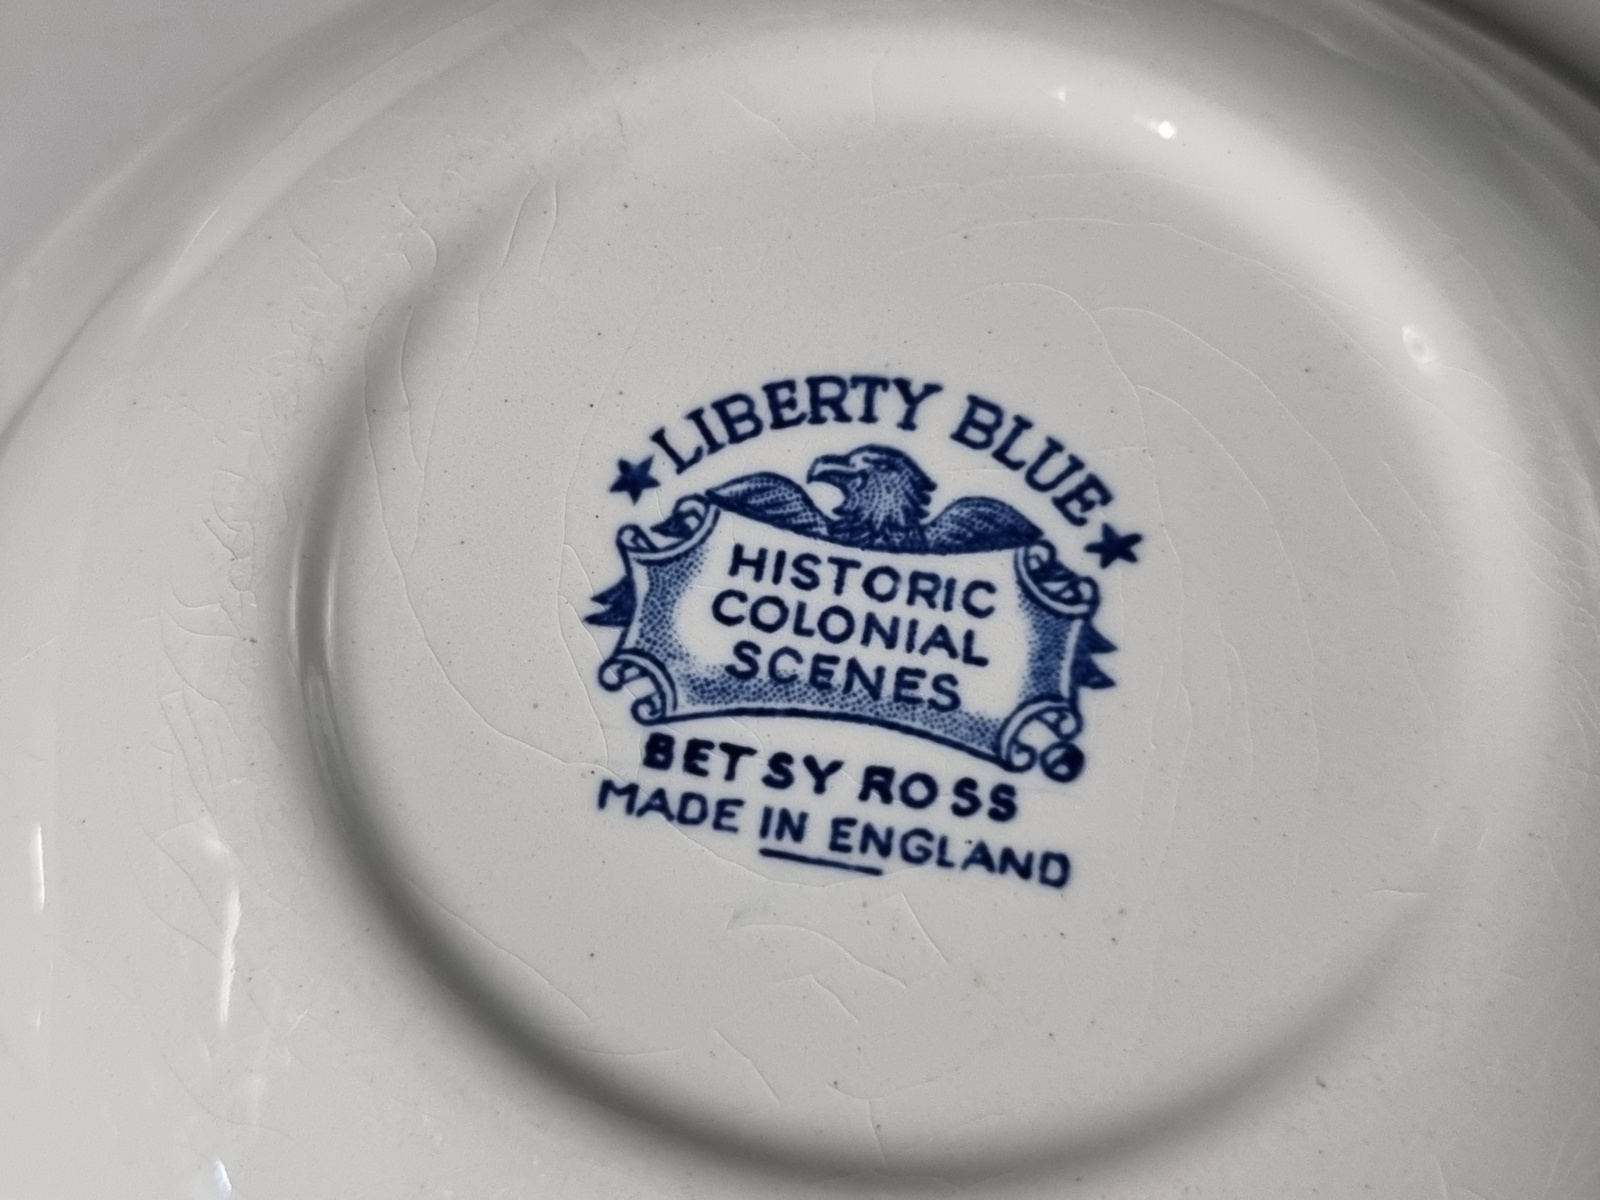 LIBERTY BLUE
HISTORIC
COLONIAL
SCENES
BETSY ROSS
MADE IN ENGLAND